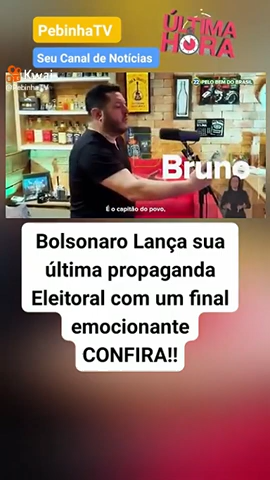 PebinhaTV
ÚLTIMA
HORA
Seu Canal de Notícias
Kwai
@PebinhaTV
22 PELO BEM DO BRASIL
Bruno
É o capitão do povo,
Bolsonaro Lança sua
última propaganda
Eleitoral com um final
emocionante
CONFIRA!!